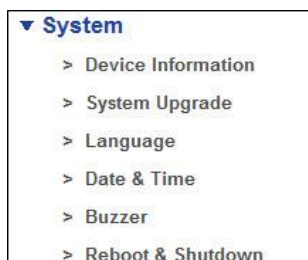 ▼ System
> Device Information
> System Upgrade
> Language
> Date & Time
> Buzzer
> Reboot & Shutdown